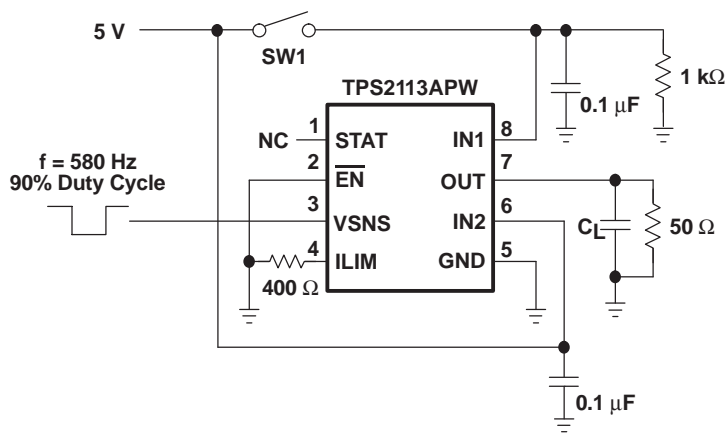 5 V
SW1
TPS2113APW
0.1 μF
1 kΩ
NC
1
STAT
IN1
8
f = 580 Hz
90% Duty Cycle
2
EN
OUT
7
3
VSNS
IN2
6
CL
50 Ω
4
ILIM
GND
5
400 Ω
0.1 μF